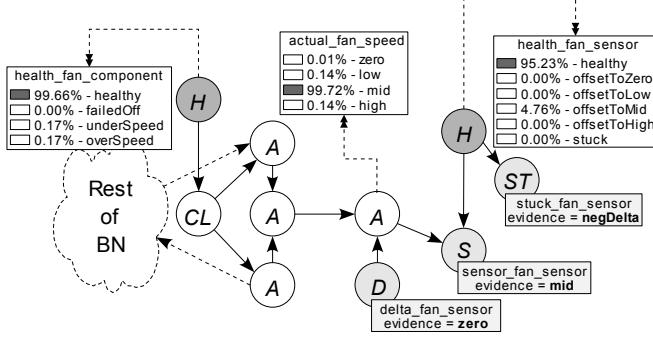 health_fan_component
99.66% - healthy
0.00% - failedOff
0.17% - underSpeed
0.17% - overSpeed
actual_fan_speed
0.01% - zero
0.14% - low
99.72% - mid
0.14% - high
health_fan_sensor
95.23% - healthy
0.00% - offsetToZero
0.00% - offsetToLow
4.76% - offsetToMid
0.00% - offsetToHigh
0.00% - stuck
H
A
H
ST
stuck_fan_sensor
evidence = negDelta
Rest
of
BN
CL
A
A
S
sensor_fan_sensor
evidence = mid
A
D
delta_fan_sensor
evidence = zero